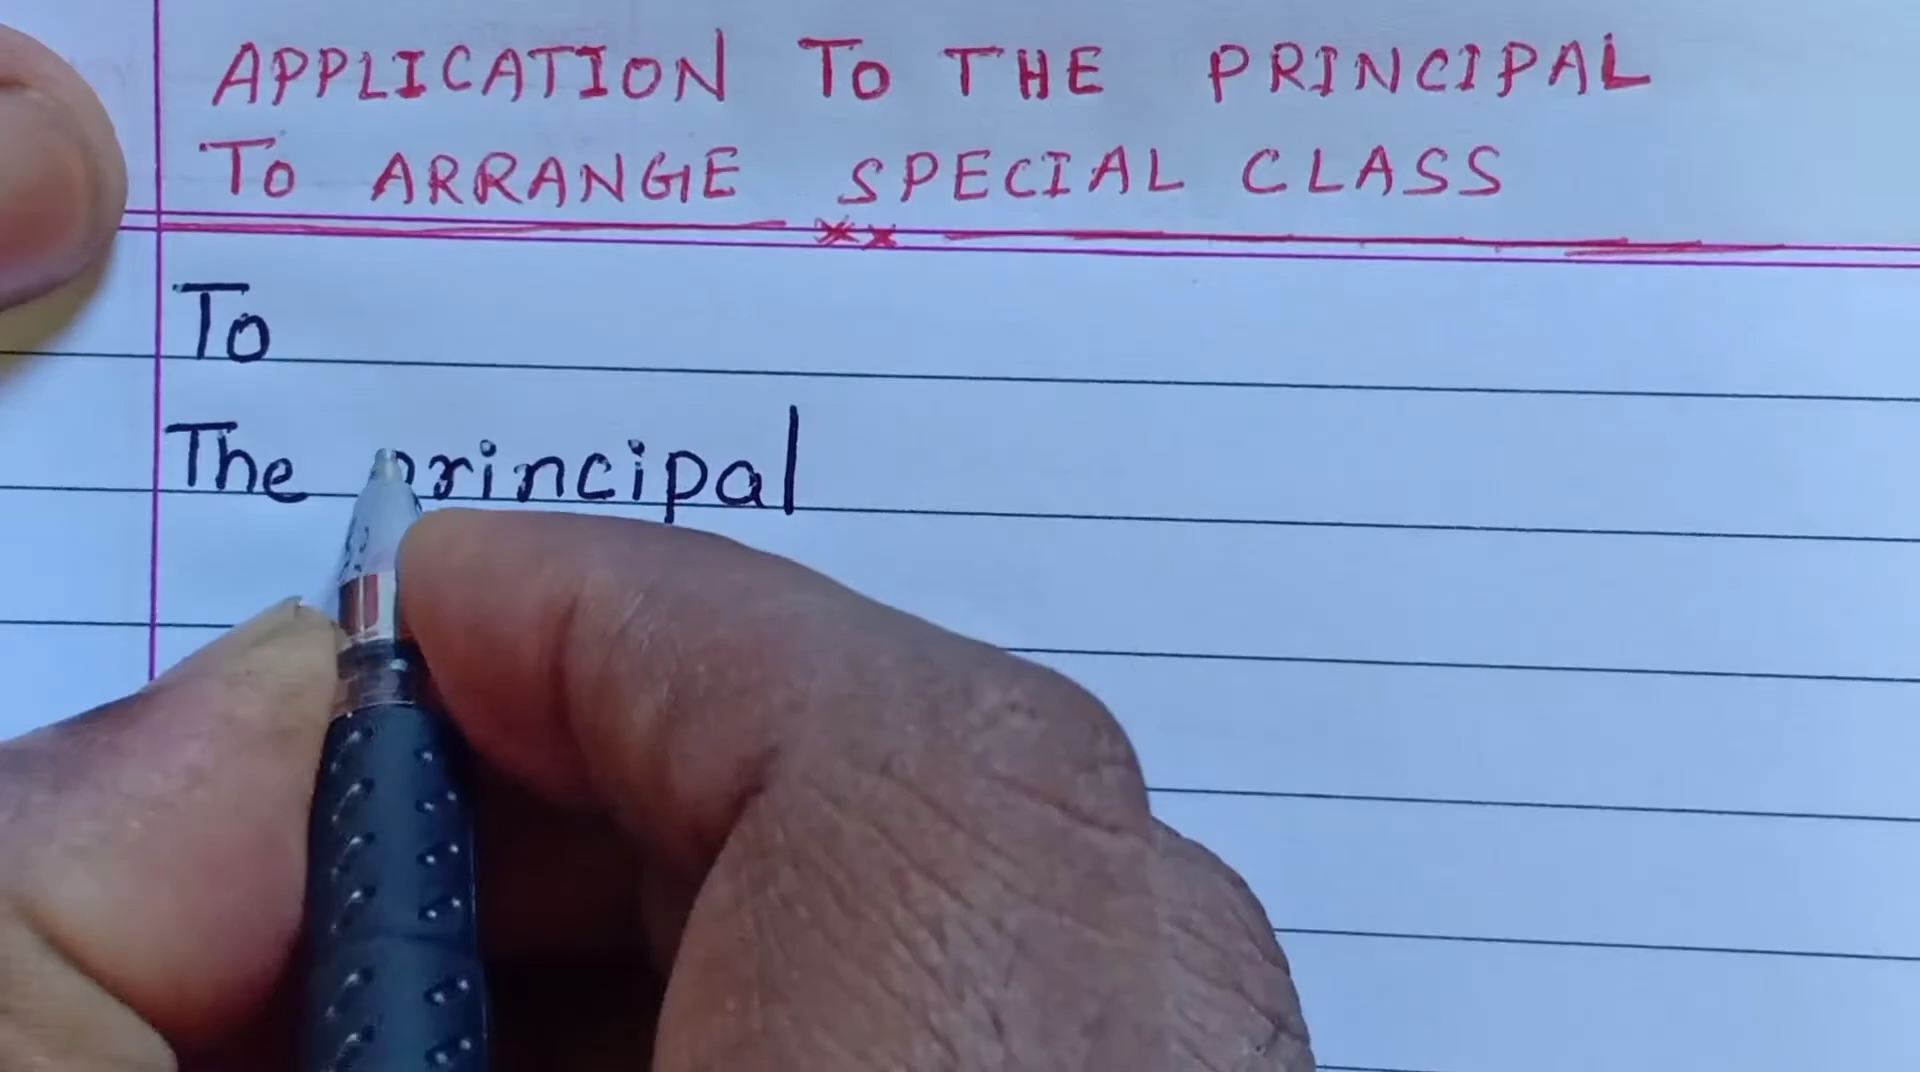 APPLICATION To THE PRINCIPAL
To ARRANGE SPECIAL CLASS
To
The principal